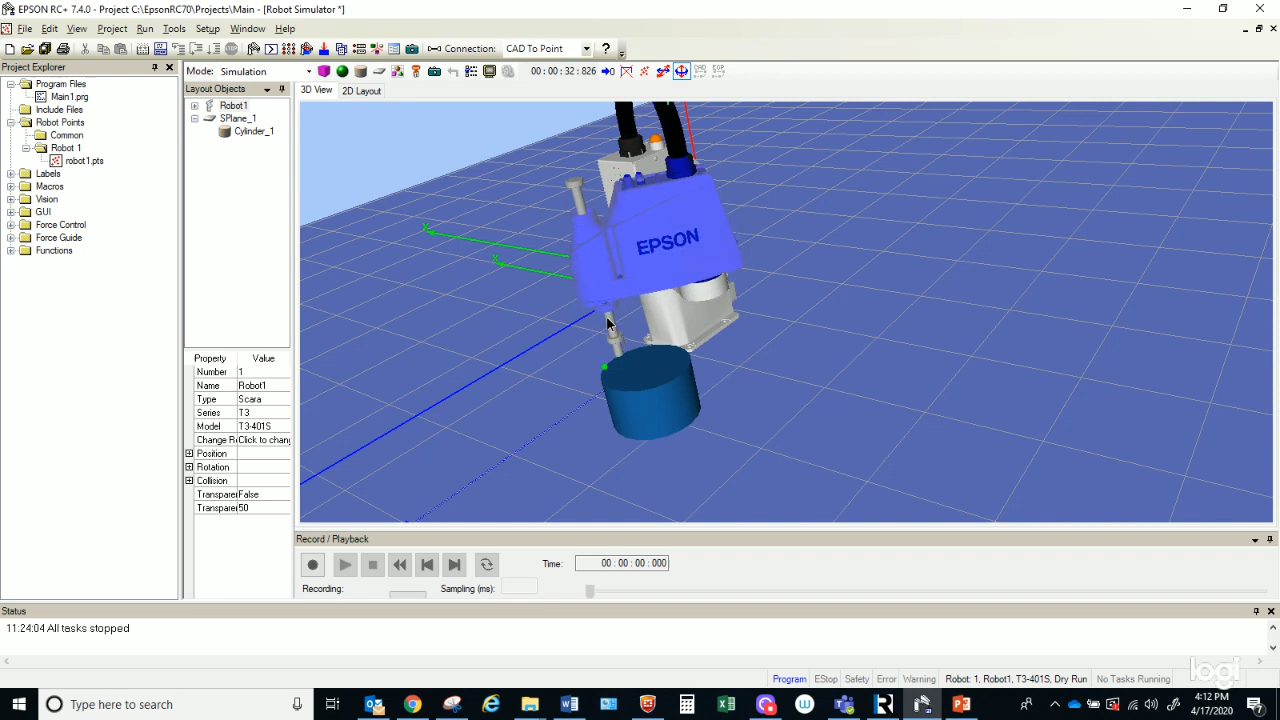 EPSON RC+ 7.4.0 - Project C:\EpsonRC70\Projects\Main - [Robot Simulator *]
File Edit View Project Run Tools Setup Window Help
Connection: CAD To Point
Project Explorer
Program Files
Main1.prg
Include Files
Robot Points
Common
Robot 1
robot1.pts
Labels
Macros
Vision
GUI
Force Control
Force Guide
Functions
Mode: Simulation
00 : 00 : 32 : 826
Layout Objects
Robot1
SPlane_1
Cylinder_1
Property Value
Number 1
Name Robot1
Type Scara
Series T3
Model T3-401S
Change R Click to chang
Position
Rotation
Collision
Transpare False
Transpare 50
3D View 2D Layout
X
X
EPSON
Record / Playback
Time: 00 : 00 : 00 : 000
Recording: Sampling (ms):
Status
11:24:04 All tasks stopped
logi
Program EStop Safety Error Warning Robot: 1, Robot1, T3-401S, Dry Run No Tasks Running
Type here to search
4:12 PM
4/17/2020